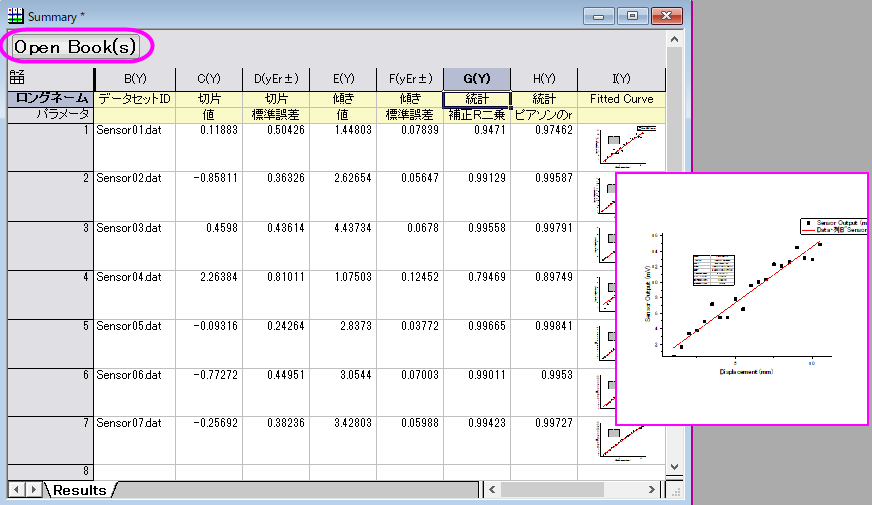 Summary *
Open Book(s)
B(Y) C(Y) D(yEr±) E(Y) F(yEr±) G(Y) H(Y) I(Y)
ロングネーム データセットID 切片 切片 傾き 傾き 統計 統計 Fitted Curve
パラメータ 値 標準誤差 値 標準誤差 補正R二乗 ピアソンのr
1 Sensor01.dat 0.11883 0.50426 1.44803 0.07839 0.9471 0.97462
2 Sensor02.dat -0.85811 0.36326 2.62654 0.05647 0.99129 0.99587
3 Sensor03.dat 0.4598 0.43614 4.43734 0.0678 0.99558 0.99791
4 Sensor04.dat 2.26384 0.81011 1.07503 0.12452 0.79469 0.89749
5 Sensor05.dat -0.09316 0.24264 2.8373 0.03772 0.99665 0.99841
6 Sensor06.dat -0.77272 0.44951 3.0544 0.07003 0.99011 0.9953
7 Sensor07.dat -0.25692 0.38236 3.42803 0.05988 0.99423 0.99727
8
Sensor Output (m
Sensor Output (mV)
5 10
Displacement (mm)
Results